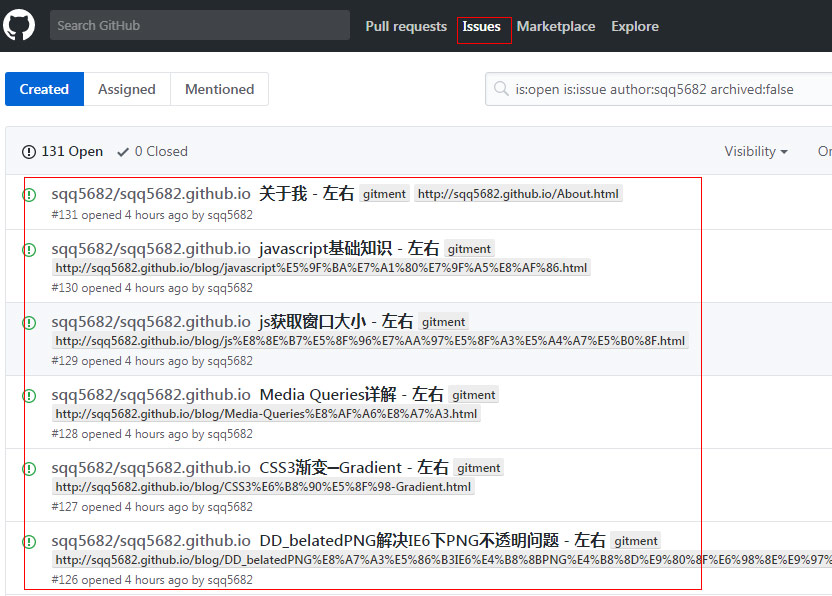 Search GitHub Pull requests Issues Marketplace Explore
Created Assigned Mentioned is:open is:issue author:sqq5682 archived:false
131 Open 0 Closed Visibility
sqq5682/sqq5682.github.io 关于我 - 左右 gitment http://sqq5682.github.io/About.html
#131 opened 4 hours ago by sqq5682
sqq5682/sqq5682.github.io javascript基础知识 - 左右 gitment
http://sqq5682.github.io/blog/javascript%E5%9F%BA%E7%A1%80%E7%9F%A5%E8%AF%86.html
#130 opened 4 hours ago by sqq5682
sqq5682/sqq5682.github.io js获取窗口大小 - 左右 gitment
http://sqq5682.github.io/blog/js%E8%8E%B7%E5%8F%96%E7%AA%97%E5%8F%A3%E5%A4%A7%E5%B0%8F.html
#129 opened 4 hours ago by sqq5682
sqq5682/sqq5682.github.io Media Queries详解 - 左右 gitment
http://sqq5682.github.io/blog/Media-Queries%E8%AF%A6%E8%A7%A3.html
#128 opened 4 hours ago by sqq5682
sqq5682/sqq5682.github.io CSS3渐变—Gradient - 左右 gitment
http://sqq5682.github.io/blog/CSS3%E6%B8%90%E5%8F%98-Gradient.html
#127 opened 4 hours ago by sqq5682
sqq5682/sqq5682.github.io DD_belatedPNG解决IE6下PNG不透明问题 - 左右 gitment
http://sqq5682.github.io/blog/DD_belatedPNG%E8%A7%A3%E5%86%B3IE6%E4%B8%8BPNG%E4%B8%8D%E9%80%8F%E6%98%8E%E9%97%
#126 opened 4 hours ago by sqq5682